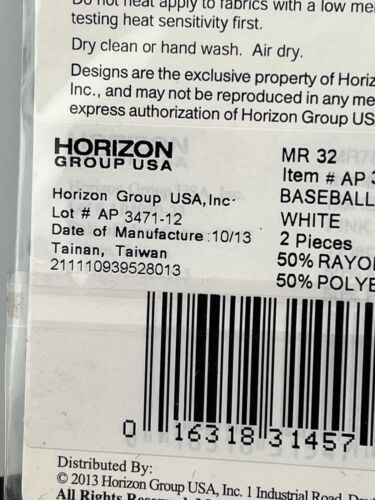 Do not heat apply to fabrics with a low
testing heat sensitivity first.
Dry clean or hand wash. Air dry.
Designs are the exclusive property of
Inc., and may not be reproduced in any
express authorization of Horizon Group
HORIZON
GROUP USA
Horizon Group USA, Inc.
Lot # AP 3471-12
Date of Manufacture :10/13
Tainan, Taiwan
211110939528013
MR 32
Item # AP
BASEBALL
WHITE
2 Pieces
50% RAYO
50% POLYE
0 16318 31457
Distributed By:
© 2013 Horizon Group USA, Inc. 1 Industrial Road,
All Rights Reserved.